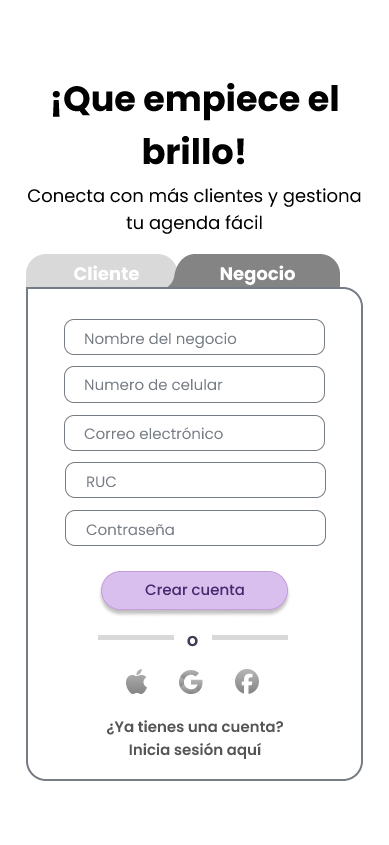 ¡Que empiece el
brillo!
Conecta con más clientes y gestiona
tu agenda fácil
Cliente
Negocio
Nombre del negocio
Numero de celular
Correo electrónico
RUC
Contraseña
Crear cuenta
o
¿Ya tienes una cuenta?
Inicia sesión aquí